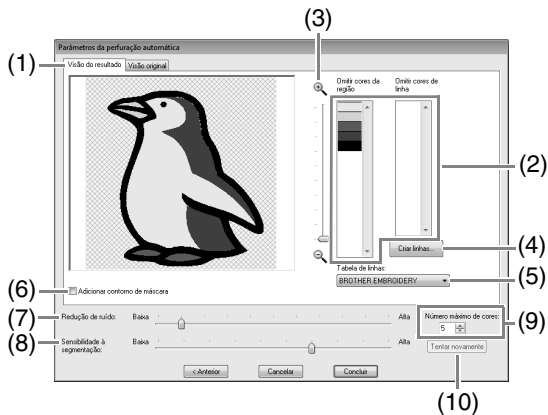 (3)
Parâmetros da perfuração automática
(1)
Visão do resultado
Visão original
Omitir cores da
região
Omitir cores de
linha
(2)
Criar linhas...
(4)
Tabela de linhas:
BROTHER EMBROIDERY
(5)
(6)
Adicionar contorno de máscara
(7)
Redução de ruído:
Baixa
Alta
Número máximo de cores:
5
(9)
(8)
Sensibilidade à
segmentação:
Baixa
Alta
Tentar novamente
< Anterior
Cancelar
Concluir
(10)